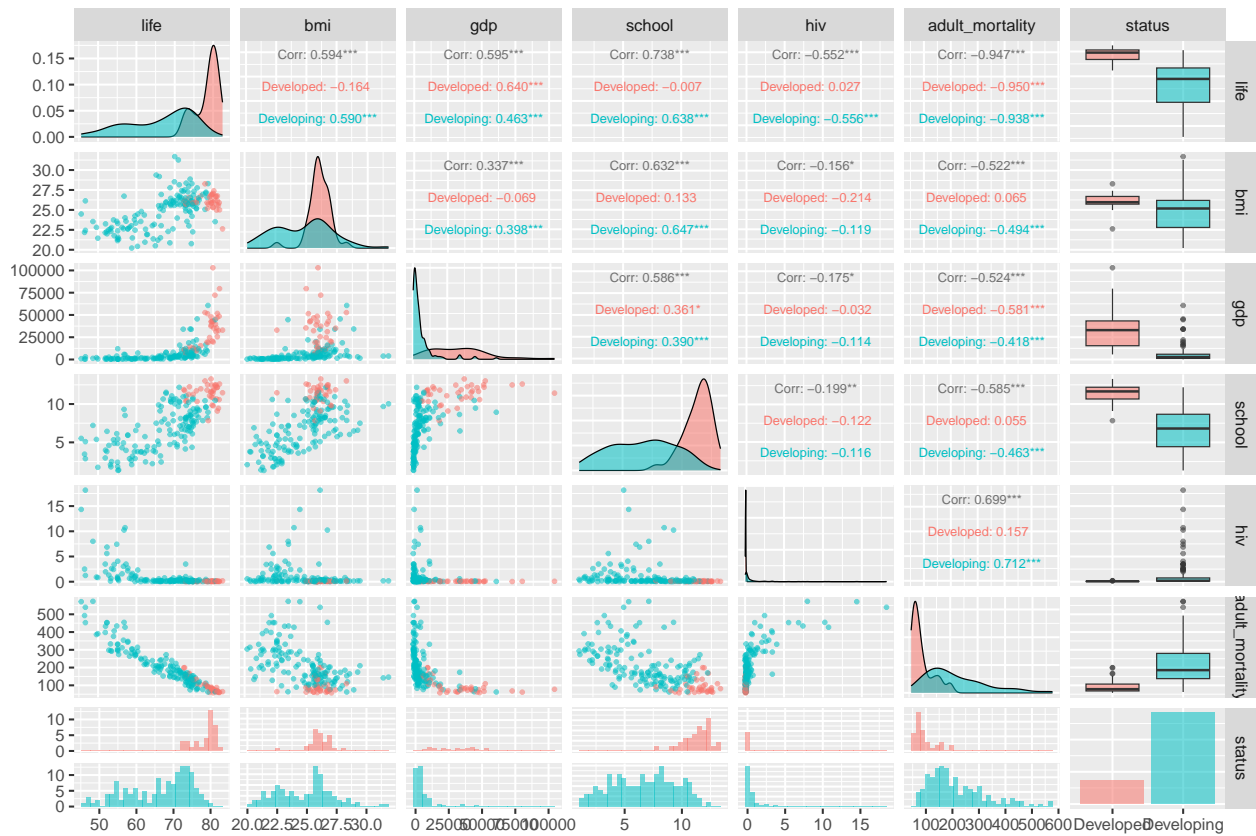 life bmi gdp school hiv adult_mortality status
0.15 Corr: 0.594*** Corr: 0.595*** Corr: 0.738*** Corr: −0.552*** Corr: −0.947***
0.10 Developed: −0.164 Developed: 0.640*** Developed: −0.007 Developed: 0.027 Developed: −0.950*** life
0.05 Developing: 0.590*** Developing: 0.463*** Developing: 0.638*** Developing: −0.556*** Developing: −0.938***
0.00
30.0 Corr: 0.337*** Corr: 0.632*** Corr: −0.156* Corr: −0.522***
27.5 Developed: −0.069 Developed: 0.133 Developed: −0.214 Developed: 0.065 bmi
25.0
22.5 Developing: 0.398*** Developing: 0.647*** Developing: −0.119 Developing: −0.494***
20.0
100000 Corr: 0.586*** Corr: −0.175* Corr: −0.524***
75000
50000 Developed: 0.361* Developed: −0.032 Developed: −0.581*** gdp
25000 Developing: 0.390*** Developing: −0.114 Developing: −0.418***
0
Corr: −0.199** Corr: −0.585***
10 Developed: −0.122 Developed: 0.055 school
5 Developing: −0.116 Developing: −0.463***
15 Corr: 0.699***
10 Developed: 0.157 hiv
5 Developing: 0.712***
0
500
400
300 adult_mortality
200
100
10
5
0 status
10
5
0
50 60 70 80 20.0 22.5 25.0 27.5 30.0 0 25000 50000 75000 100000 5 10 0 5 10 15 100 200 300 400 500 600 Developed Developing